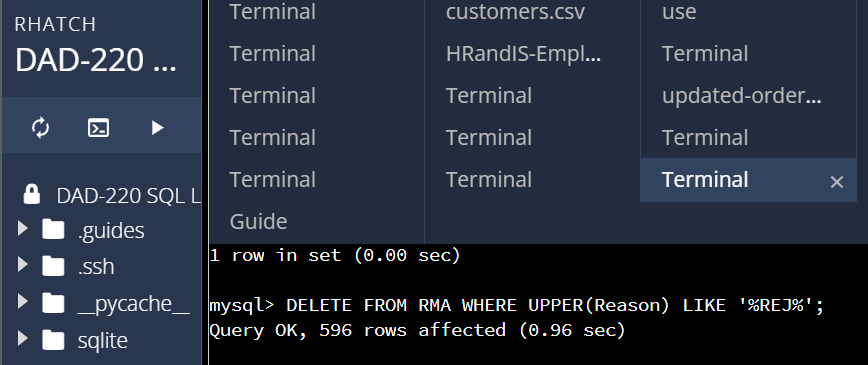 RHATCH
DAD-220 ...
DAD-220 SQL L
.guides
.ssh
__pycache__
sqlite
Terminal
Terminal
Terminal
Terminal
Terminal
Guide
customers.csv
HRandIS-Empl...
Terminal
Terminal
Terminal
use
Terminal
updated-order...
Terminal
Terminal ×
1 row in set (0.00 sec)
mysql> DELETE FROM RMA WHERE UPPER(Reason) LIKE '%REJ%';
Query OK, 596 rows affected (0.96 sec)